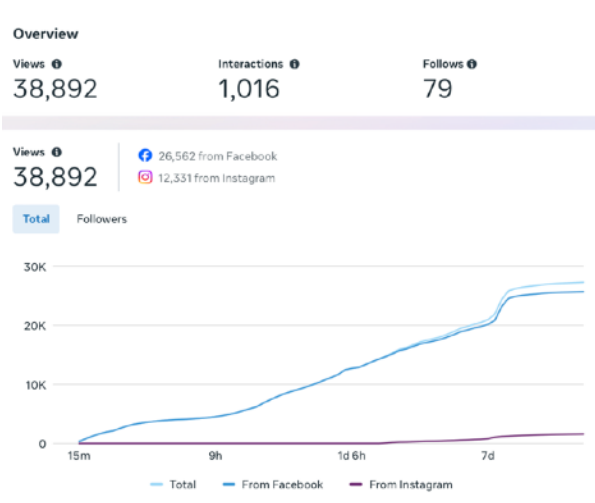 Overview
Views Interactions Follows
38,892 1,016 79
Views
38,892
26,562 from Facebook
12,331 from Instagram
Total Followers
30K
20K
10K
0
15m 9h 1d 6h 7d
Total From Facebook From Instagram